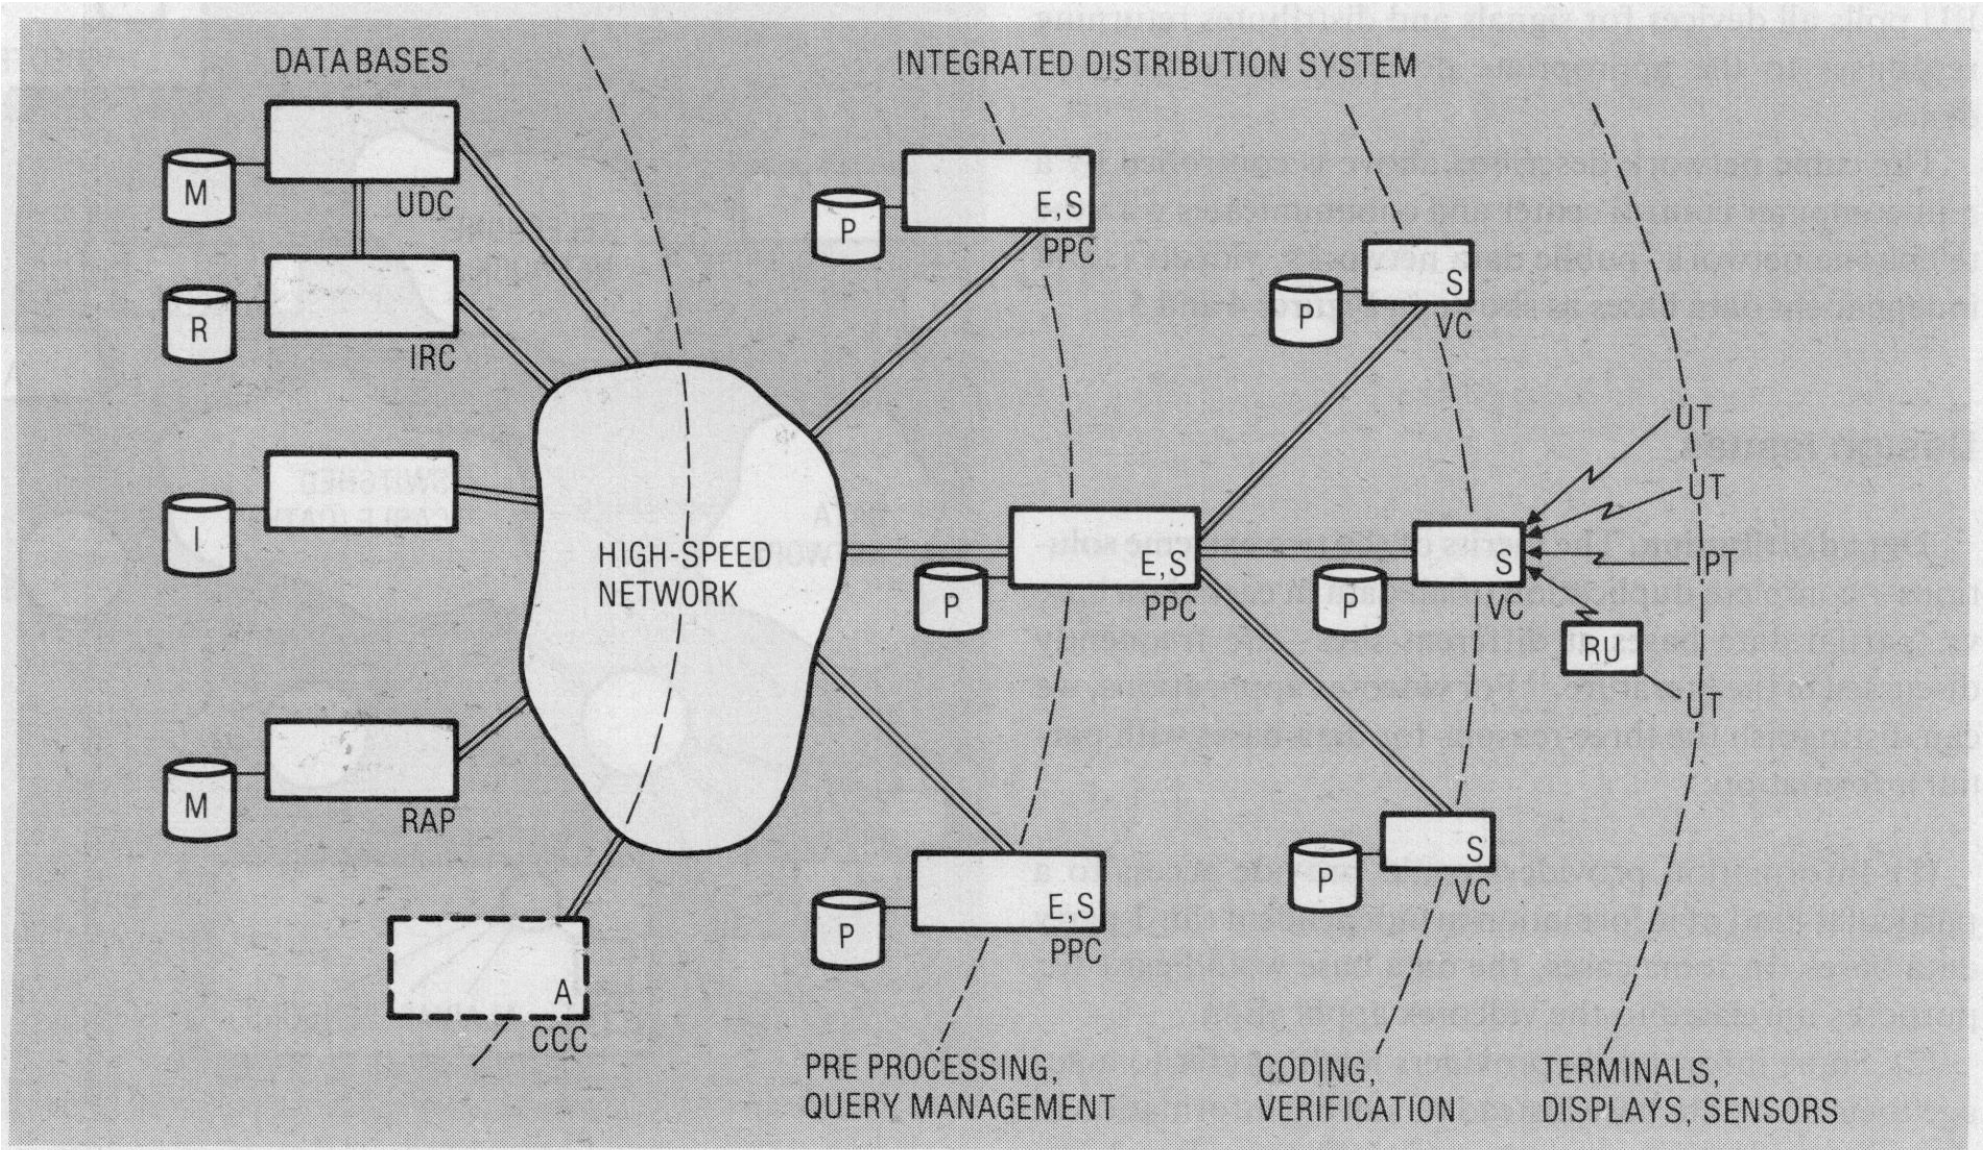 DATA BASES
INTEGRATED DISTRIBUTION SYSTEM
M
UDC
P
E,S
PPC
R
IRC
P
S
VC
UT
UT
I
HIGH-SPEED
NETWORK
P
E,S
PPC
P
S
VC
IPT
RU
UT
M
RAP
P
S
VC
P
E,S
PPC
A
CCC
PRE PROCESSING,
QUERY MANAGEMENT
CODING,
VERIFICATION
TERMINALS,
DISPLAYS, SENSORS